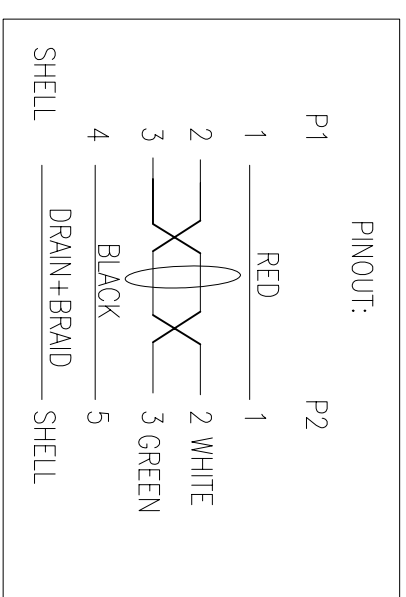 PINOUT:
P1 P2
1 RED 1
2 2 WHITE
3 3 GREEN
4 BLACK 5
SHELL DRAIN+BRAID SHELL